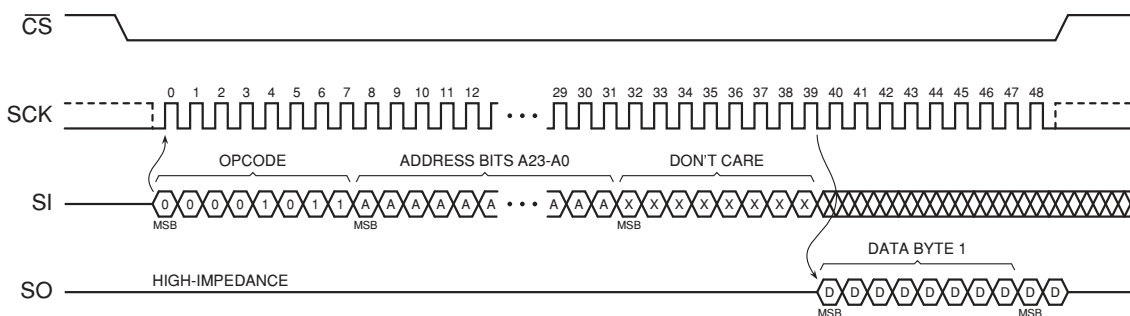 CS
0 1 2 3 4 5 6 7 8 9 10 11 12 29 30 31 32 33 34 35 36 37 38 39 40 41 42 43 44 45 46 47 48
SCK
OPCODE ADDRESS BITS A23-A0 DON'T CARE
SI 0 0 0 0 1 0 1 1 A A A A A A A A A X X X X X X X X
MSB MSB MSB
DATA BYTE 1
HIGH-IMPEDANCE
SO D D D D D D D D D D
MSB MSB